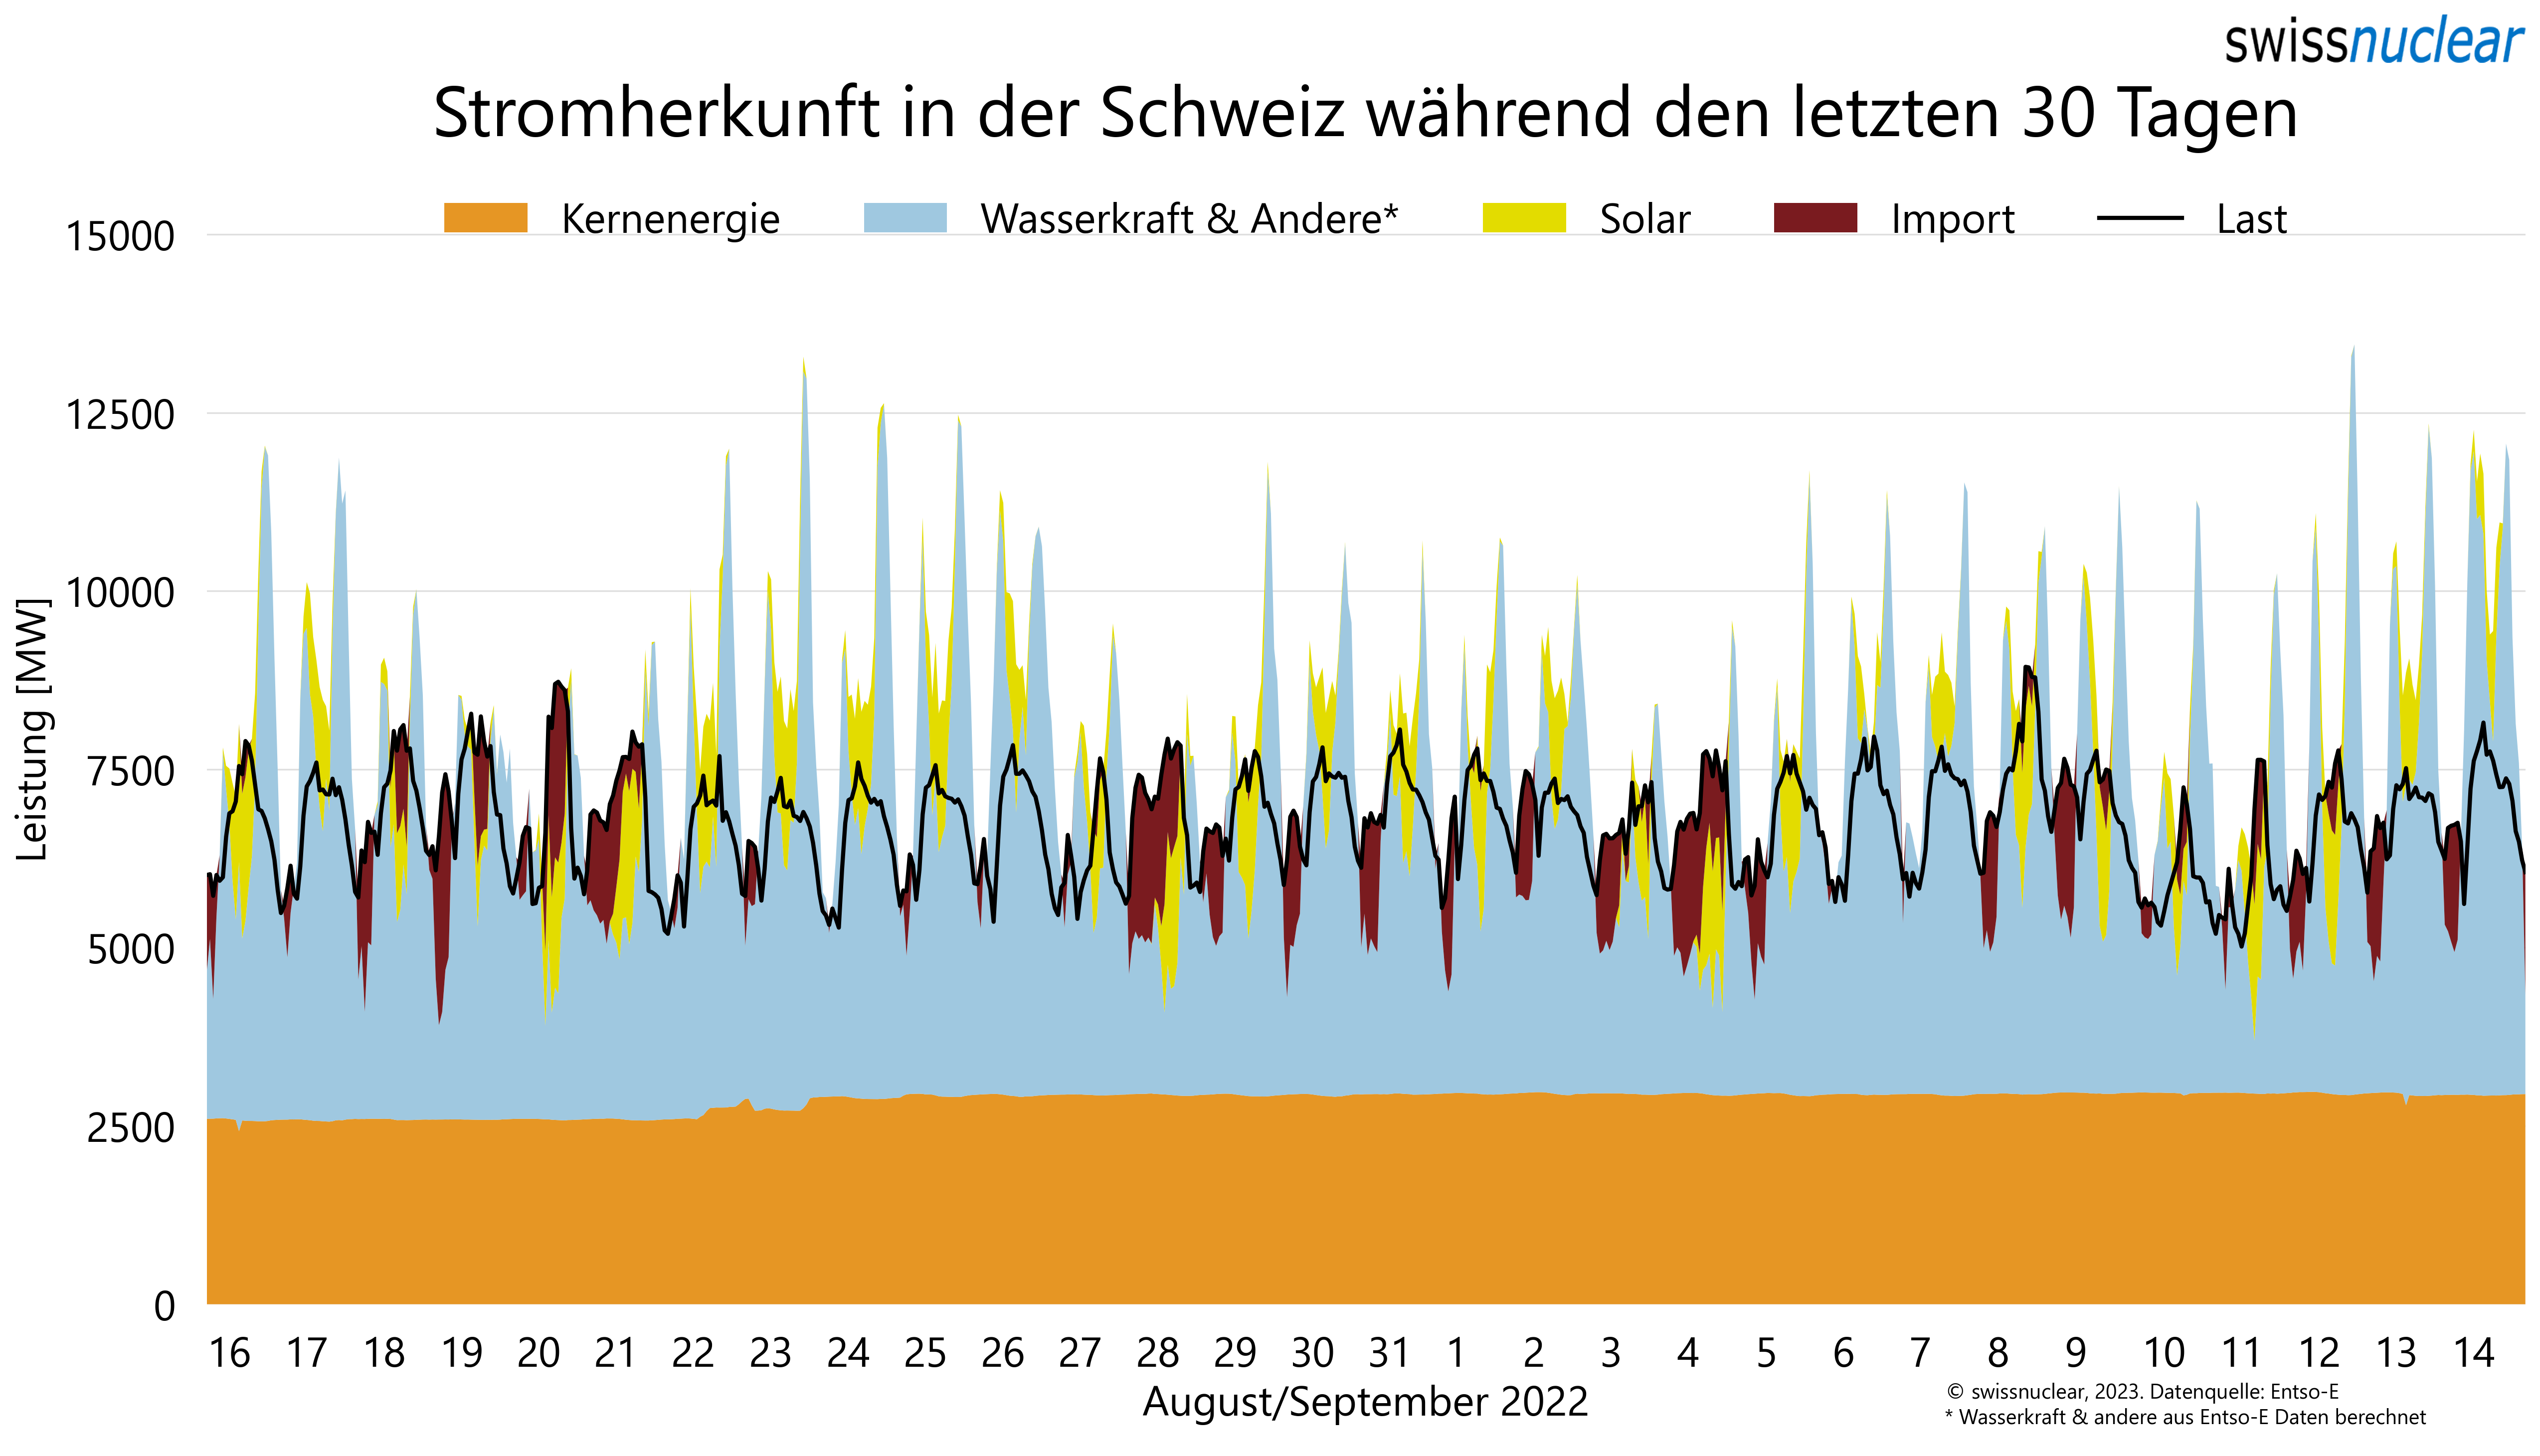 swissnuclear
Stromherkunft in der Schweiz während den letzten 30 Tagen
Kernenergie Wasserkraft & Andere* Solar Import Last
15000
12500
10000
7500
5000
2500
0
Leistung [MW]
16 17 18 19 20 21 22 23 24 25 26 27 28 29 30 31 1 2 3 4 5 6 7 8 9 10 11 12 13 14
August/September 2022
© swissnuclear, 2023. Datenquelle: Entso-E
* Wasserkraft & andere aus Entso-E Daten berechnet